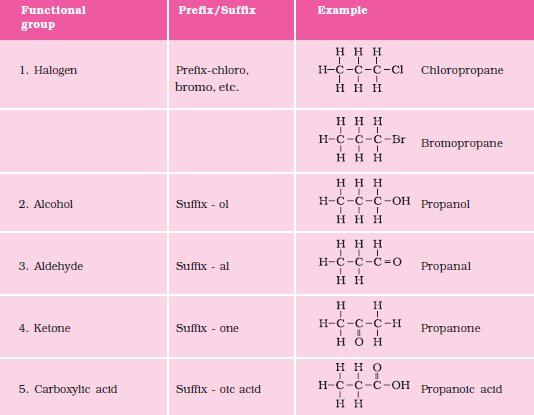 Functional group Prefix/Suffix Example
H H H
1. Halogen Prefix-chloro, bromo, etc. H-C-C-C-Cl Chloropropane
H H H
H H H
H-C-C-C-Br Bromopropane
H H H
H H H
2. Alcohol Suffix - ol H-C-C-C-OH Propanol
H H H
H H H
3. Aldehyde Suffix - al H-C-C-C=O Propanal
H H
H H
4. Ketone Suffix - one H-C-C-C-H Propanone
H O H
H H O
5. Carboxylic acid Suffix - oic acid H-C-C-C-OH Propanoic acid
H H